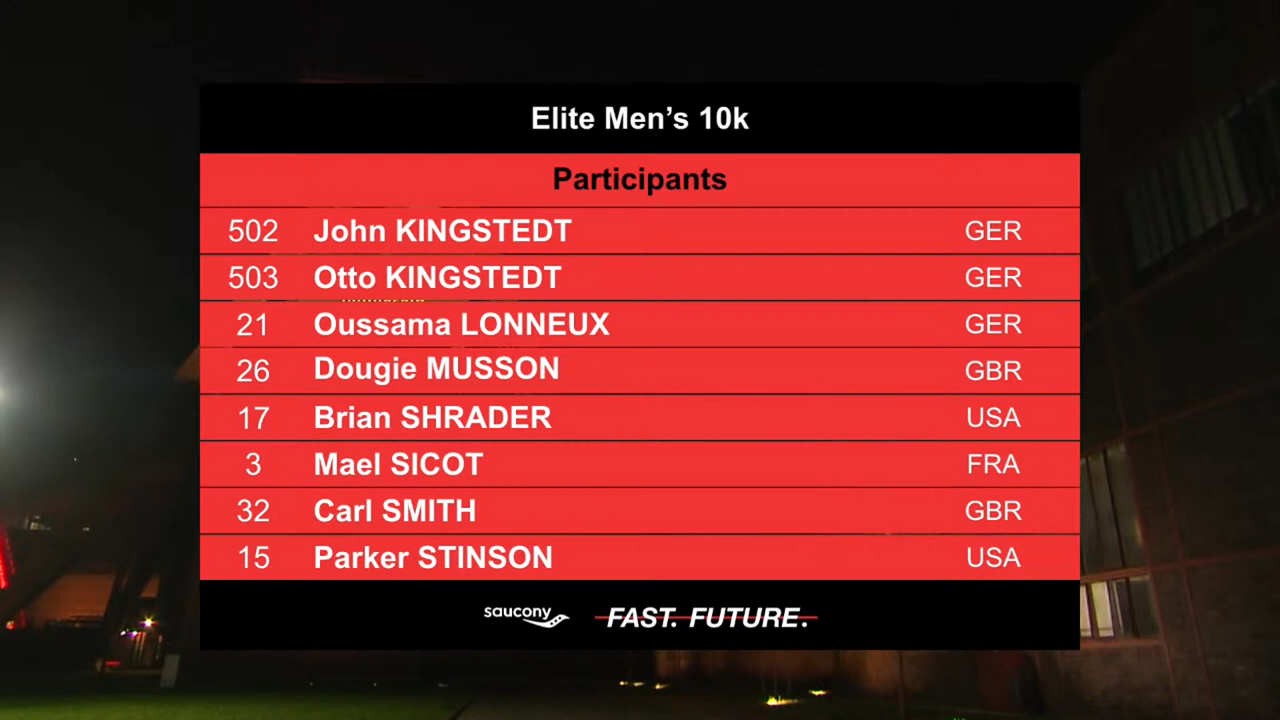 Elite Men's 10k
Participants
502 John KINGSTEDT GER
503 Otto KINGSTEDT GER
21 Oussama LONNEUX GER
26 Dougie MUSSON GBR
17 Brian SHRADER USA
3 Mael SICOT FRA
32 Carl SMITH GBR
15 Parker STINSON USA
saucony FAST. FUTURE.